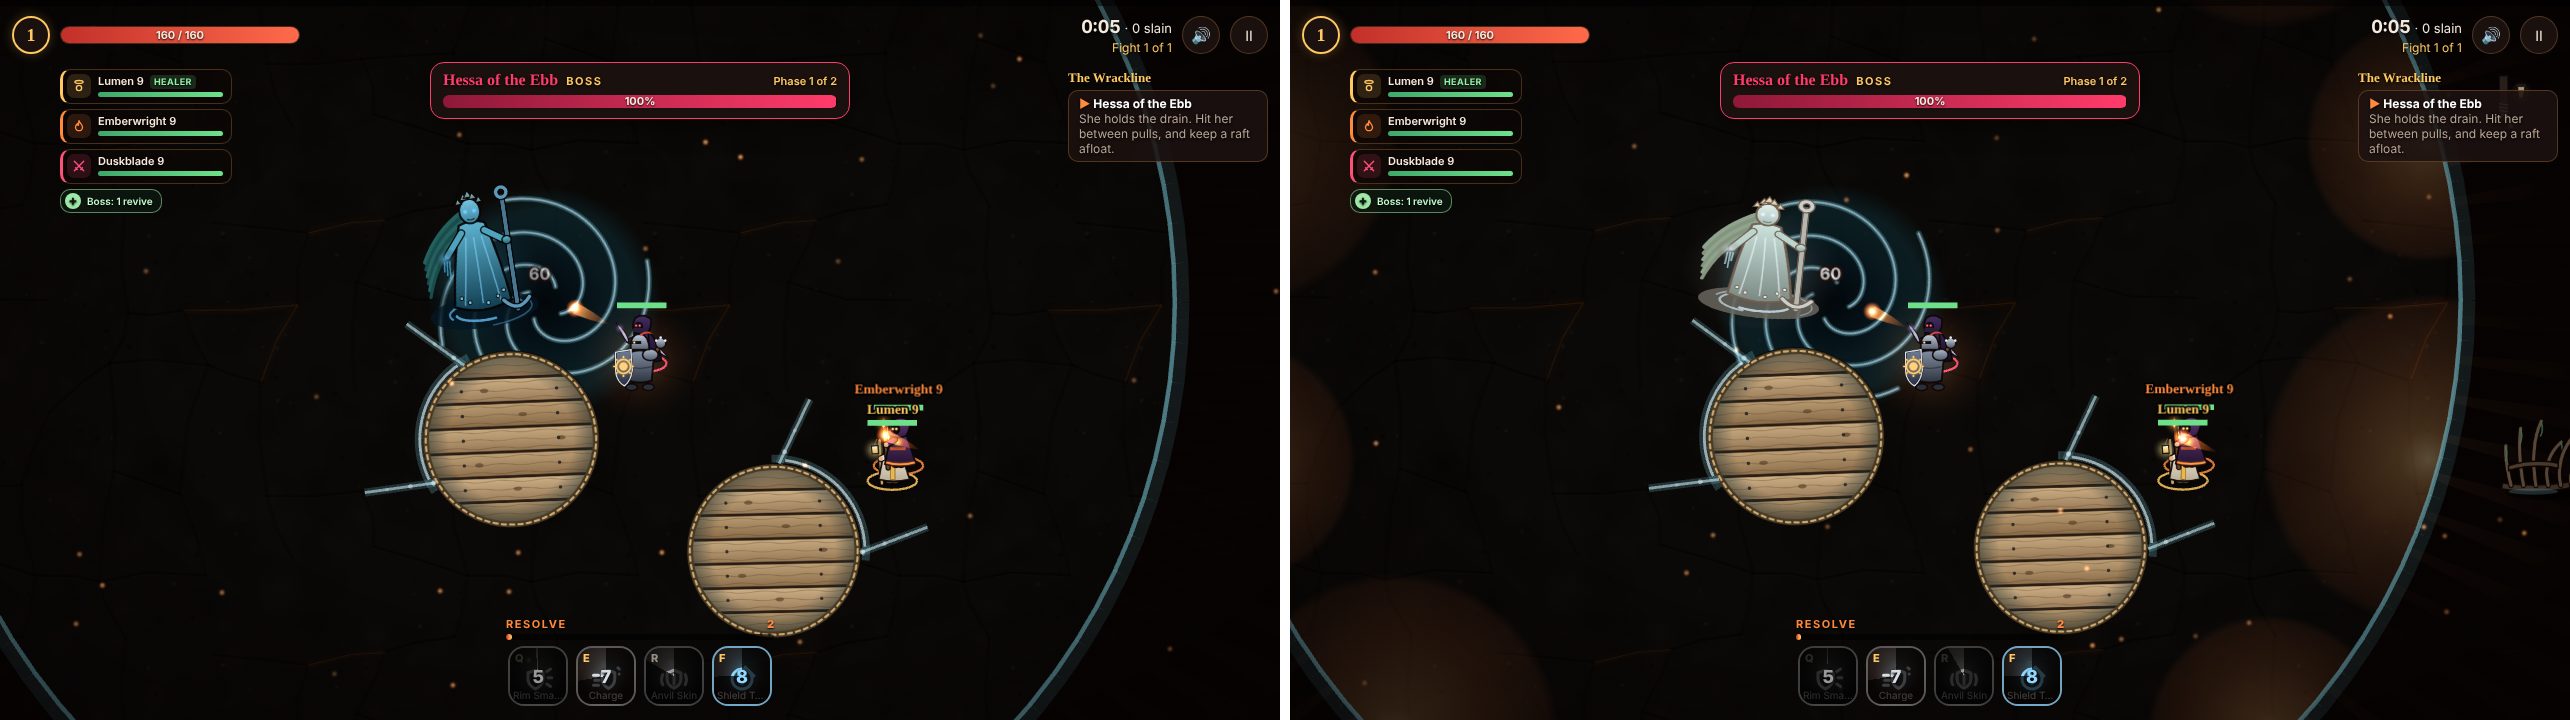 1
160 / 160
0:05 · 0 slain
Fight 1 of 1
Lumen 9 HEALER
Emberwright 9
Duskblade 9
Boss: 1 revive
Hessa of the Ebb BOSS Phase 1 of 2
100%
The Wrackline
Hessa of the Ebb
She holds the drain. Hit her
between pulls, and keep a raft
afloat.
60
Emberwright 9
Lumen 9
RESOLVE
2
Q E R F
5 7 8
Rim Sma... Charge Anvil Skin Shield T...
1
160 / 160
0:05 · 0 slain
Fight 1 of 1
Lumen 9 HEALER
Emberwright 9
Duskblade 9
Boss: 1 revive
Hessa of the Ebb BOSS Phase 1 of 2
100%
The Wrackline
Hessa of the Ebb
She holds the drain. Hit her
between pulls, and keep a raft
afloat.
60
Emberwright 9
Lumen 9
RESOLVE
2
Q E R F
5 7 8
Rim Sma... Charge Anvil Skin Shield T...